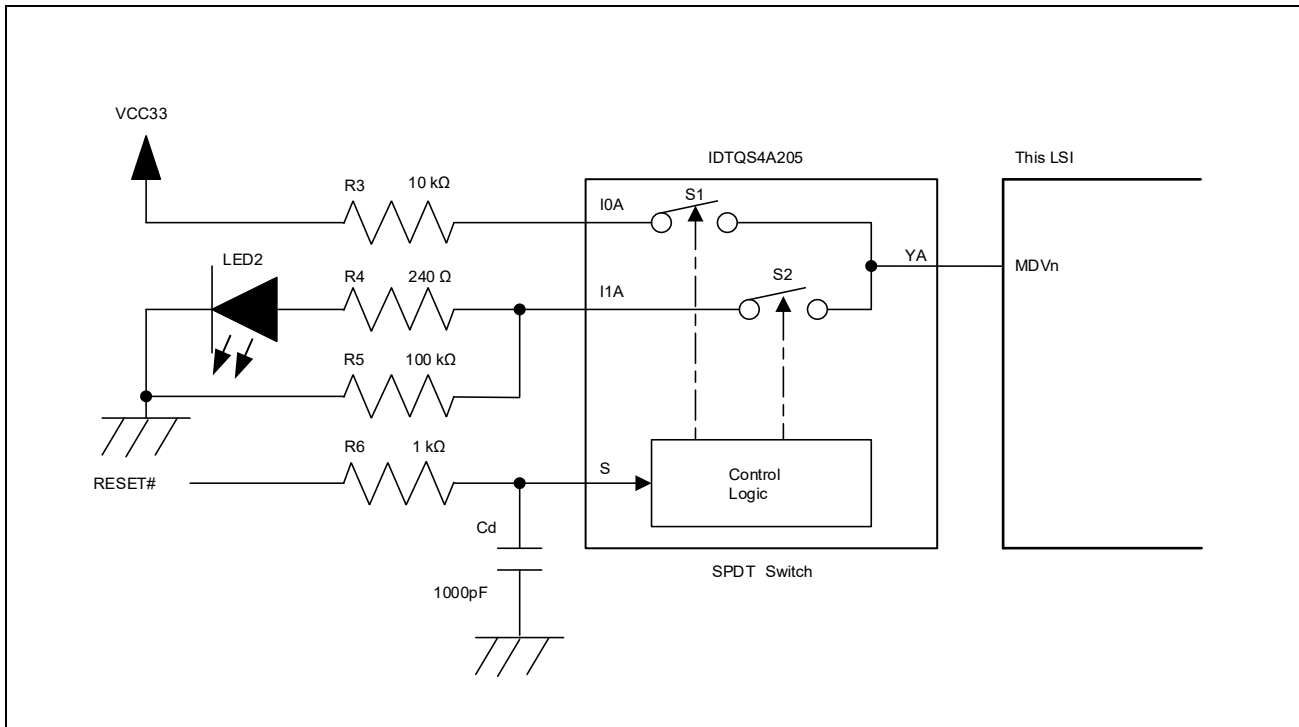 VCC33
IDTQS4A205
This LSI
R3 10 kΩ
I0A
S1
LED2
R4 240 Ω
I1A
S2
YA
MDVn
R5 100 kΩ
RESET#
R6 1 kΩ
S
Control
Logic
Cd
1000pF
SPDT Switch